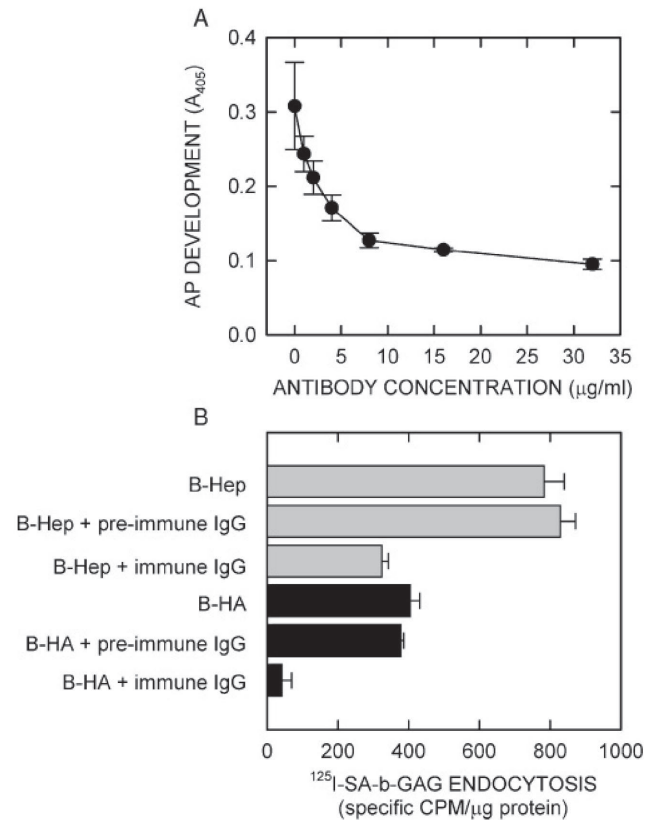 A
0.4
0.3
0.2
0.1
0.0
AP DEVELOPMENT (A₄₀₅)
0 5 10 15 20 25 30 35
ANTIBODY CONCENTRATION (μg/ml)
B
B-Hep
B-Hep + pre-immune IgG
B-Hep + immune IgG
B-HA
B-HA + pre-immune IgG
B-HA + immune IgG
0 200 400 600 800 1000
¹²⁵I-SA-b-GAG ENDOCYTOSIS
(specific CPM/μg protein)